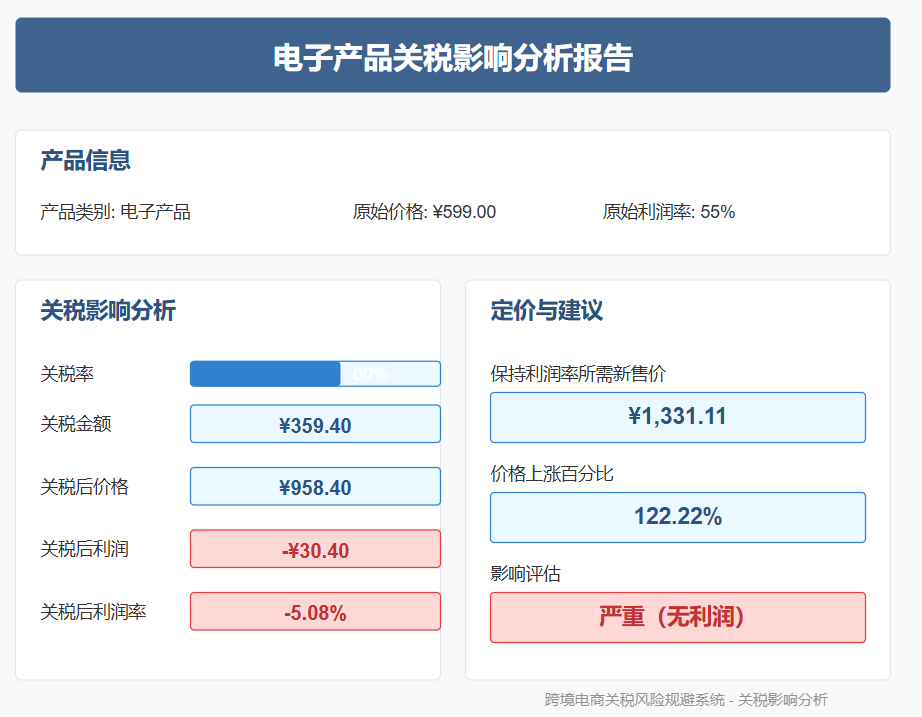 电子产品关税影响分析报告
产品信息
产品类别: 电子产品 原始价格: ¥599.00 原始利润率: 55%
关税影响分析
关税率 60%
关税金额 ¥359.40
关税后价格 ¥958.40
关税后利润 -¥30.40
关税后利润率 -5.08%
定价与建议
保持利润率所需新售价
¥1,331.11
价格上涨百分比
122.22%
影响评估
严重（无利润）
跨境电商关税风险规避系统 - 关税影响分析